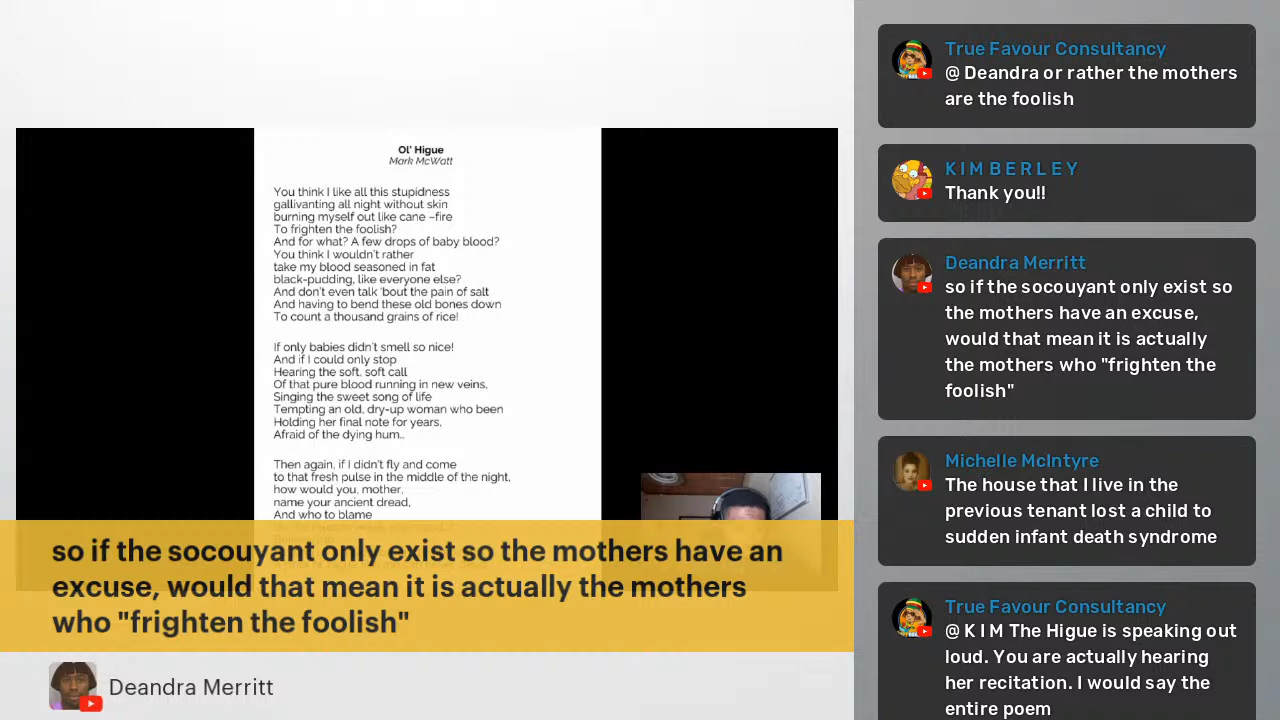 Ol' Higue
Mark McWatt
You think I like all this stupidness
gallivanting all night without skin
burning myself out like cane –fire
To frighten the foolish?
And for what? A few drops of baby blood?
You think I wouldn't rather
take my blood seasoned in fat
black-pudding, like everyone else?
And don't even talk 'bout the pain of salt
And having to bend these old bones down
To count a thousand grains of rice!
If only babies didn't smell so nice!
And if I could only stop
Hearing the soft, soft call
Of that pure blood running in new veins,
Singing the sweet song of life
Tempting an old, dry-up woman who been
Holding her final note for years,
Afraid of the dying hum...
Then again, if I didn't fly and come
to that fresh pulse in the middle of the night,
how would you, mother,
name your ancient dread,
And who to blame
so if the socouyant only exist so the mothers have an
excuse, would that mean it is actually the mothers
who "frighten the foolish"
Deandra Merritt
True Favour Consultancy
@ Deandra or rather the mothers
are the foolish
K I M B E R L E Y
Thank you!!
Deandra Merritt
so if the socouyant only exist so
the mothers have an excuse,
would that mean it is actually
the mothers who "frighten the
foolish"
Michelle McIntyre
The house that I live in the
previous tenant lost a child to
sudden infant death syndrome
True Favour Consultancy
@ K I M The Higue is speaking out
loud. You are actually hearing
her recitation. I would say the
entire poem